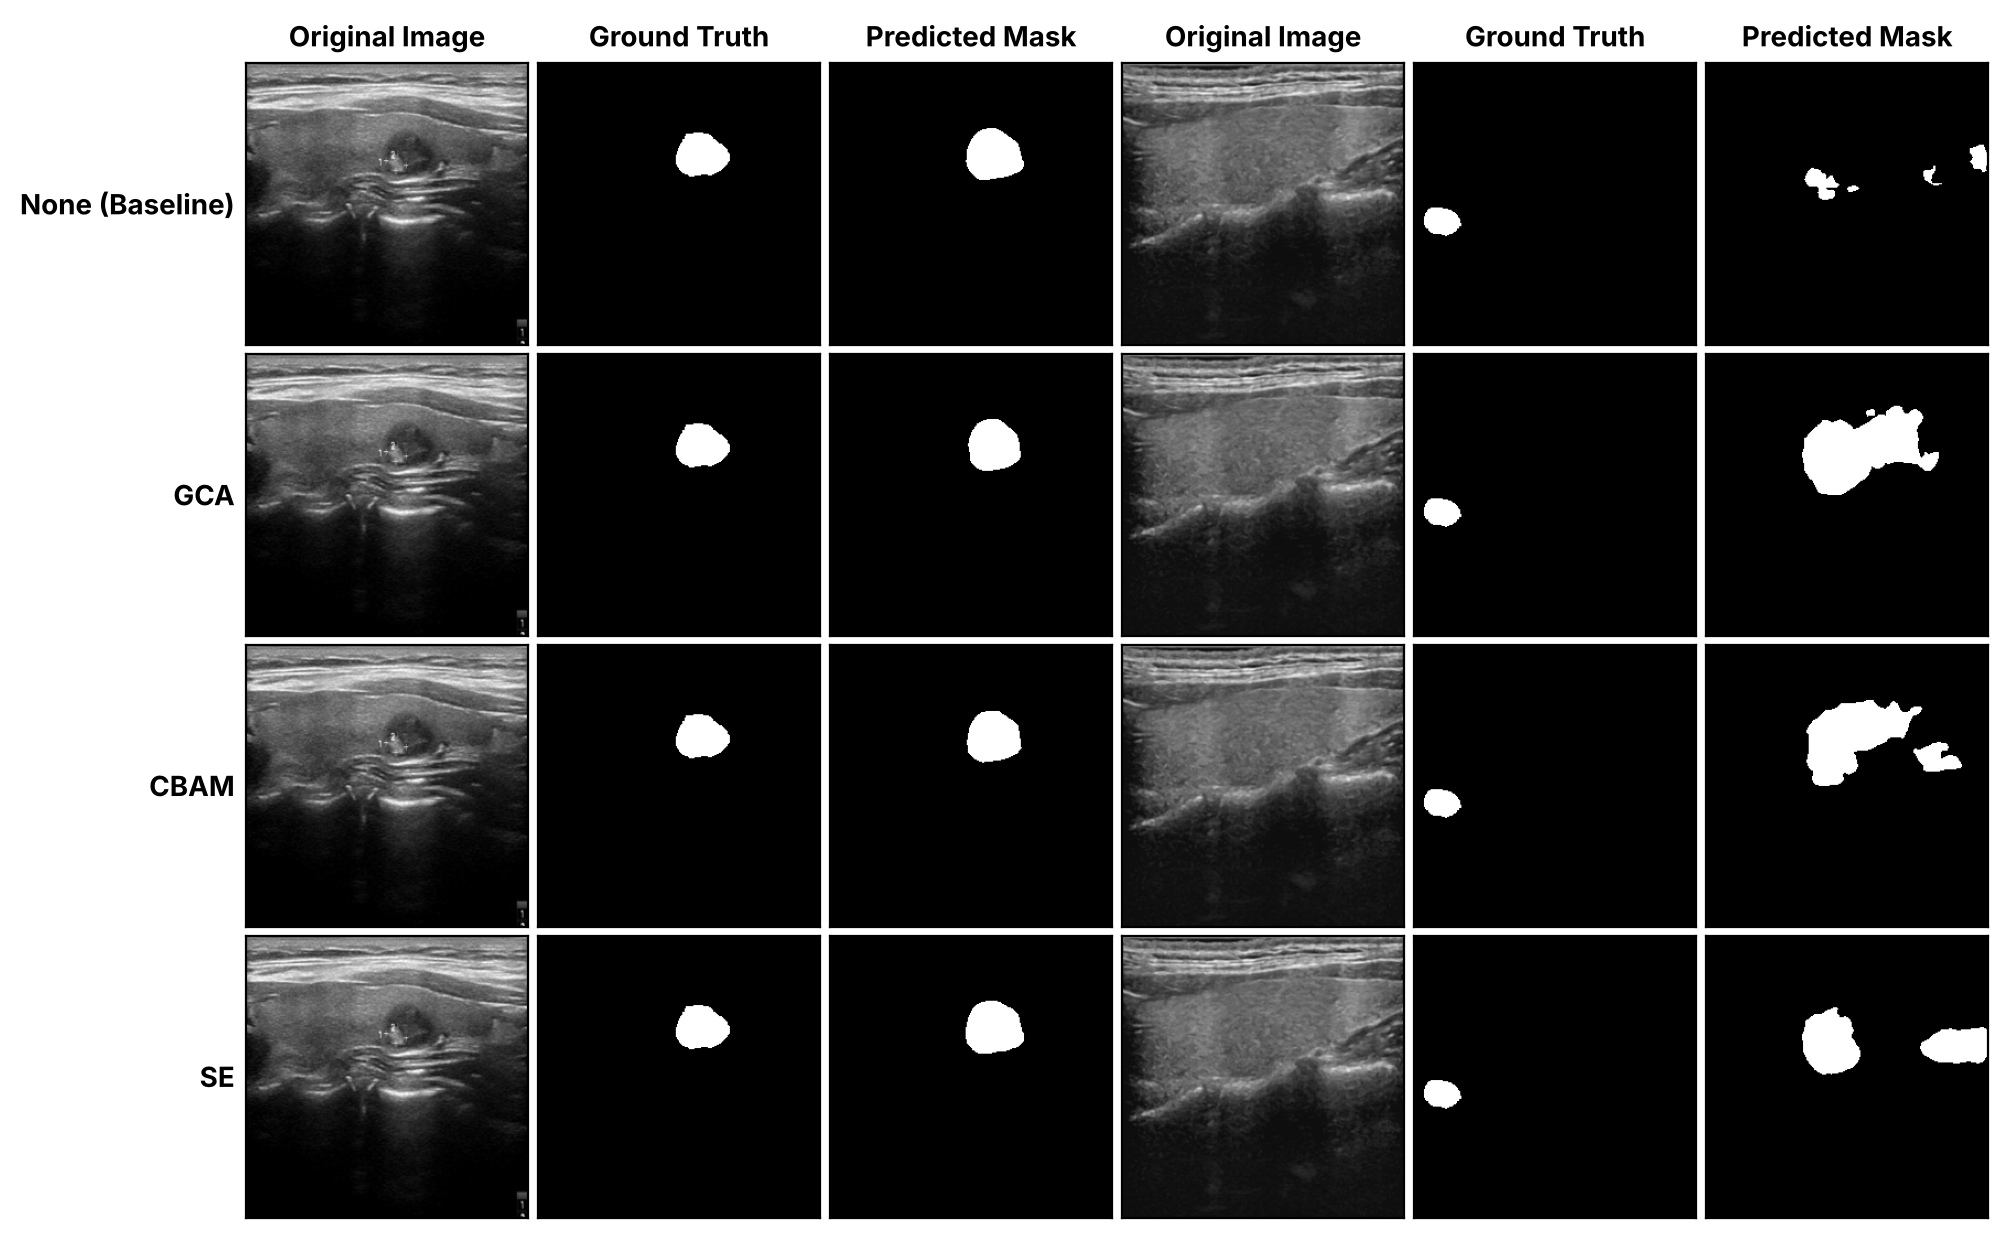 Original Image Ground Truth Predicted Mask Original Image Ground Truth Predicted Mask
None (Baseline)
GCA
CBAM
SE